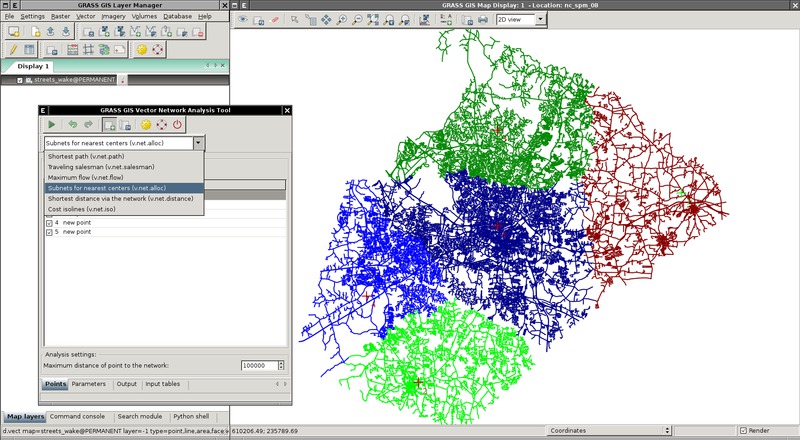 GRASS GIS Layer Manager
File Settings Raster Vector Imagery Volumes Database Help
Display 1
streets_wake@PERMANENT
GRASS GIS Vector Network Analysis Tool
Subnets for nearest centers (v.net.alloc)
Shortest path (v.net.path)
Traveling salesman (v.net.salesman)
Maximum flow (v.net.flow)
Subnets for nearest centers (v.net.alloc)
Shortest distance via the network (v.net.distance)
Cost isolines (v.net.iso)
4 new point
5 new point
Analysis settings:
Maximum distance of point to the network: 100000
Points Parameters Output Input tables
Map layers Command console Search module Python shell
d.vect map=streets_wake@PERMANENT layer=-1 type=point,line,area,face
GRASS GIS Map Display: 1 - Location: nc_spm_08
2D view
610206.49; 235789.69
Coordinates
Render